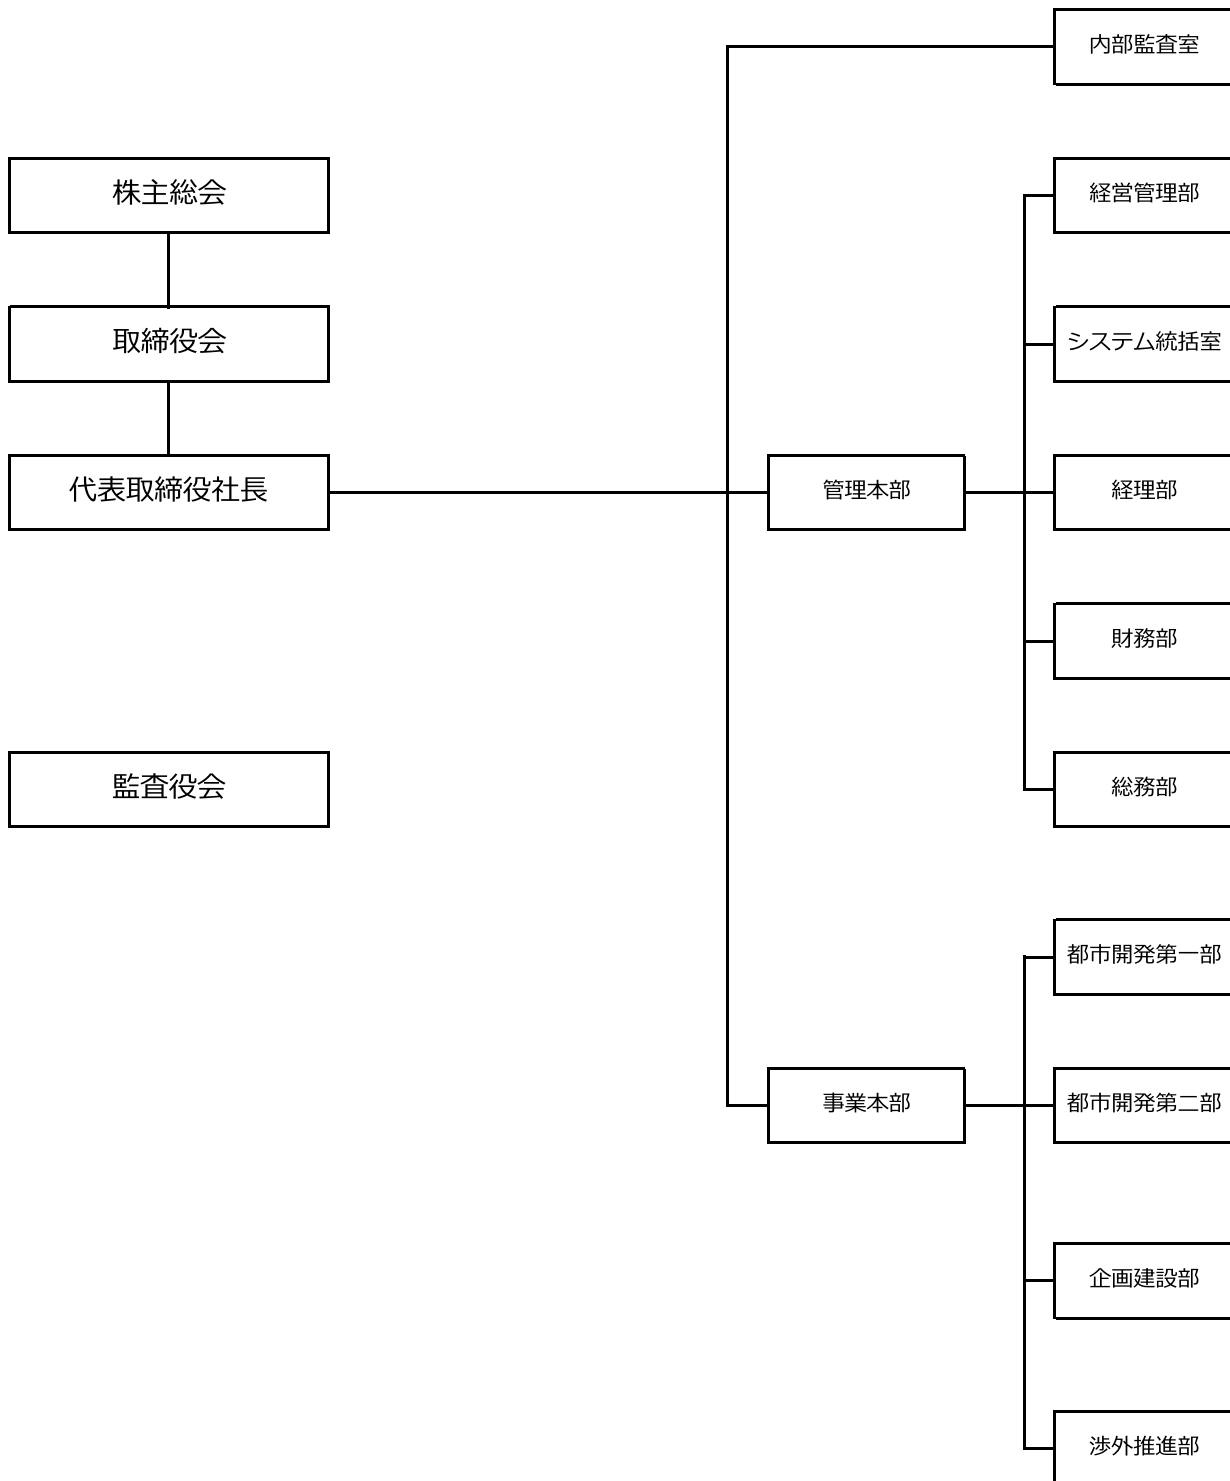 内部監査室
株主総会
経営管理部
取締役会
システム統括室
代表取締役社長
管理本部
経理部
財務部
監査役会
総務部
都市開発第一部
事業本部
都市開発第二部
企画建設部
渉外推進部